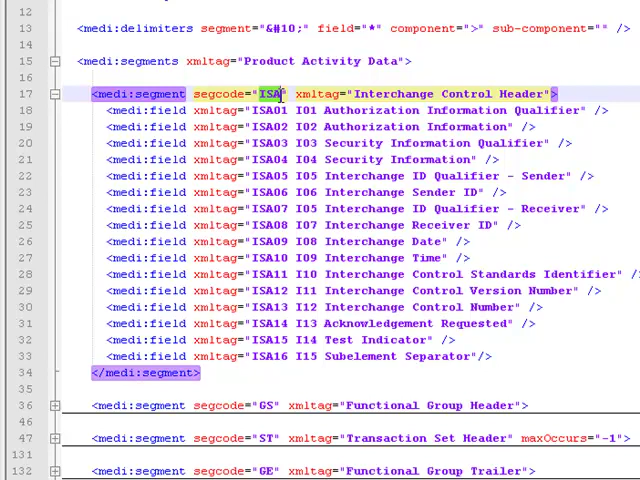 12
13 <medi:delimiters segment="&#10;" field="*" component=">" sub-component="" />
14
15 <medi:segments xmltag="Product Activity Data">
16
17 <medi:segment segcode="ISA" xmltag="Interchange Control Header">
18 <medi:field xmltag="ISA01 I01 Authorization Information Qualifier" />
19 <medi:field xmltag="ISA02 I02 Authorization Information" />
20 <medi:field xmltag="ISA03 I03 Security Information Qualifier" />
21 <medi:field xmltag="ISA04 I04 Security Information" />
22 <medi:field xmltag="ISA05 I05 Interchange ID Qualifier - Sender" />
23 <medi:field xmltag="ISA06 I06 Interchange Sender ID" />
24 <medi:field xmltag="ISA07 I05 Interchange ID Qualifier - Receiver" />
25 <medi:field xmltag="ISA08 I07 Interchange Receiver ID" />
26 <medi:field xmltag="ISA09 I08 Interchange Date" />
27 <medi:field xmltag="ISA10 I09 Interchange Time" />
28 <medi:field xmltag="ISA11 I10 Interchange Control Standards Identifier" /
29 <medi:field xmltag="ISA12 I11 Interchange Control Version Number" />
30 <medi:field xmltag="ISA13 I12 Interchange Control Number" />
31 <medi:field xmltag="ISA14 I13 Acknowledgement Requested" />
32 <medi:field xmltag="ISA15 I14 Test Indicator" />
33 <medi:field xmltag="ISA16 I15 Subelement Separator"/>
34 </medi:segment>
35
36 <medi:segment segcode="GS" xmltag="Functional Group Header">
46
47 <medi:segment segcode="ST" xmltag="Transaction Set Header" maxOccurs="-1">
131
132 <medi:segment segcode="GE" xmltag="Functional Group Trailer">